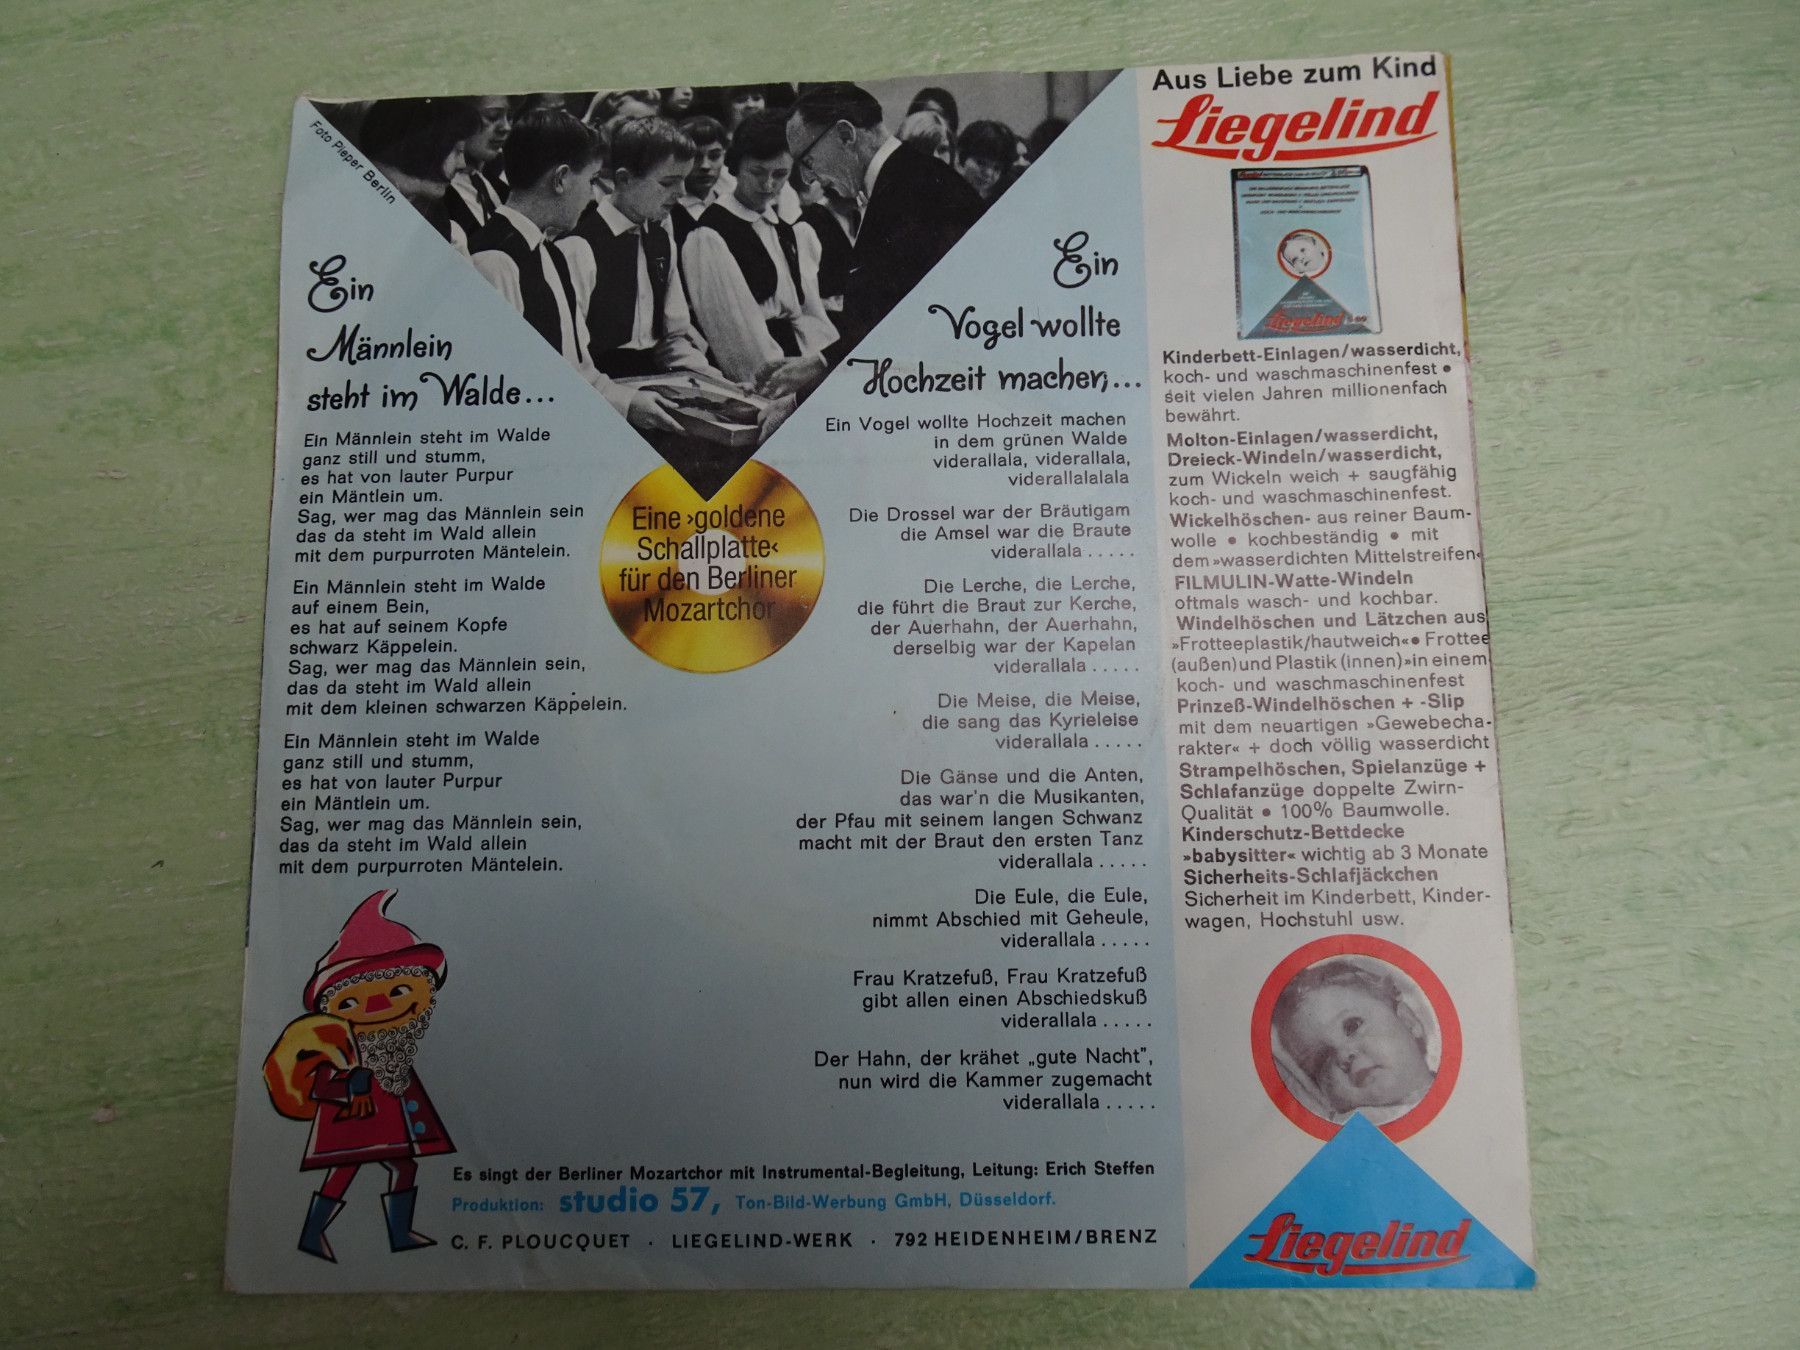 Foto Pieper Berlin
Ein
Männlein
steht im Walde...
Ein Männlein steht im Walde
ganz still und stumm,
es hat von lauter Purpur
ein Mäntlein um.
Sag, wer mag das Männlein sein
das da steht im Wald allein
mit dem purpurroten Mäntelein.
Ein Männlein steht im Walde
auf einem Bein,
es hat auf seinem Kopfe
schwarz Käppelein.
Sag, wer mag das Männlein sein,
das da steht im Wald allein
mit dem kleinen schwarzen Käppelein.
Ein Männlein steht im Walde
ganz still und stumm,
es hat von lauter Purpur
ein Mäntlein um.
Sag, wer mag das Männlein sein,
das da steht im Wald allein
mit dem purpurroten Mäntelein.
Eine ›goldene
Schallplatte‹
für den Berliner
Mozartchor
Ein
Vogel wollte
Hochzeit machen,...
Ein Vogel wollte Hochzeit machen
in dem grünen Walde
viderallala, viderallala,
viderallalalala
Die Drossel war der Bräutigam
die Amsel war die Braute
viderallala . . . . .
Die Lerche, die Lerche,
die führt die Braut zur Kerche,
der Auerhahn, der Auerhahn,
derselbig war der Kapelan
viderallala . . . . .
Die Meise, die Meise,
die sang das Kyrieleise
viderallala . . . . .
Die Gänse und die Anten,
das war'n die Musikanten,
der Pfau mit seinem langen Schwanz
macht mit der Braut den ersten Tanz
viderallala . . . . .
Die Eule, die Eule,
nimmt Abschied mit Geheule,
viderallala . . . . .
Frau Kratzefuß, Frau Kratzefuß
gibt allen einen Abschiedskuß
viderallala . . . . .
Der Hahn, der krähet „gute Nacht",
nun wird die Kammer zugemacht
viderallala . . . . .
Es singt der Berliner Mozartchor mit Instrumental-Begleitung, Leitung: Erich Steffen
Produktion: studio 57, Ton-Bild-Werbung GmbH, Düsseldorf.
C. F. PLOUCQUET · LIEGELIND-WERK · 792 HEIDENHEIM/BRENZ
Aus Liebe zum Kind
Liegelind
Liegelind
Kinderbett-Einlagen/wasserdicht,
koch- und waschmaschinenfest •
seit vielen Jahren millionenfach
bewährt.
Molton-Einlagen/wasserdicht,
Dreieck-Windeln/wasserdicht,
zum Wickeln weich + saugfähig
koch- und waschmaschinenfest.
Wickelhöschen- aus reiner Baum-
wolle • kochbeständig • mit
dem »wasserdichten Mittelstreifen«
FILMULIN-Watte-Windeln
oftmals wasch- und kochbar.
Windelhöschen und Lätzchen aus
»Frotteeplastik/hautweich« • Frottee
(außen) und Plastik (innen) »in einem
koch- und waschmaschinenfest
Prinzeß-Windelhöschen + -Slip
mit dem neuartigen »Gewebecha-
rakter« + doch völlig wasserdicht
Strampelhöschen, Spielanzüge +
Schlafanzüge doppelte Zwirn-
Qualität • 100% Baumwolle.
Kinderschutz-Bettdecke
»babysitter« wichtig ab 3 Monate
Sicherheits-Schlafjäckchen
Sicherheit im Kinderbett, Kinder-
wagen, Hochstuhl usw.
Liegelind